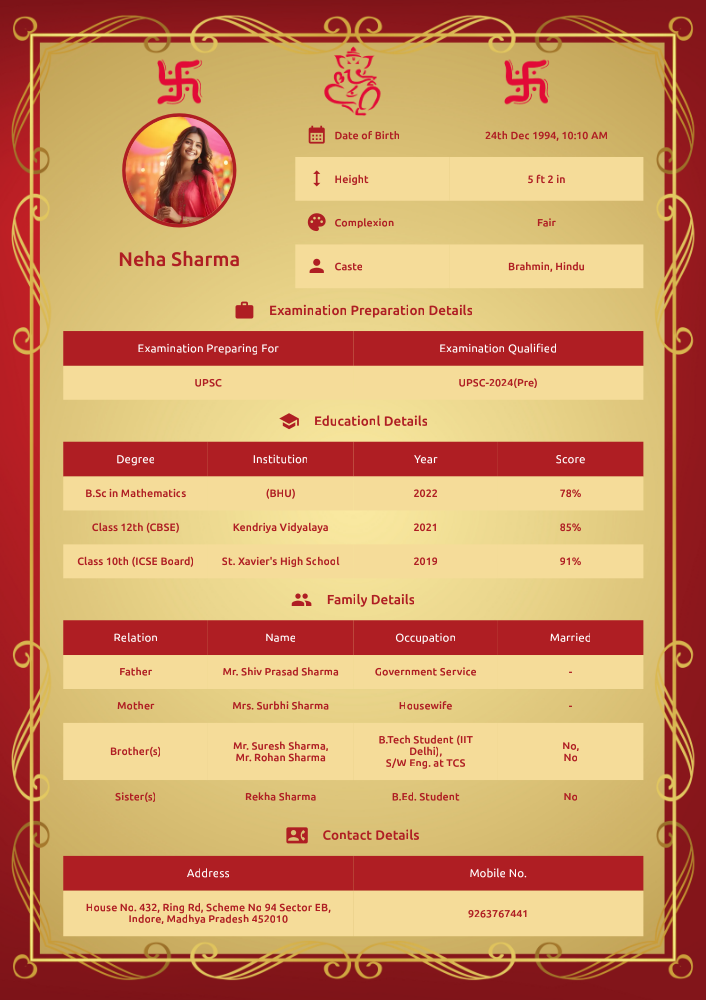 Date of Birth 24th Dec 1994, 10:10 AM
Height 5 ft 2 in
Complexion Fair
Caste Brahmin, Hindu
Neha Sharma
Examination Preparation Details
Examination Preparing For Examination Qualified
UPSC UPSC-2024(Pre)
Educationl Details
Degree Institution Year Score
B.Sc in Mathematics (BHU) 2022 78%
Class 12th (CBSE) Kendriya Vidyalaya 2021 85%
Class 10th (ICSE Board) St. Xavier's High School 2019 91%
Family Details
Relation Name Occupation Married
Father Mr. Shiv Prasad Sharma Government Service -
Mother Mrs. Surbhi Sharma Housewife -
Brother(s) Mr. Suresh Sharma,
Mr. Rohan Sharma
B.Tech Student (IIT
Delhi),
S/W Eng. at TCS
No,
No
Sister(s) Rekha Sharma B.Ed. Student No
Contact Details
Address Mobile No.
House No. 432, Ring Rd, Scheme No 94 Sector EB,
Indore, Madhya Pradesh 452010
9263767441